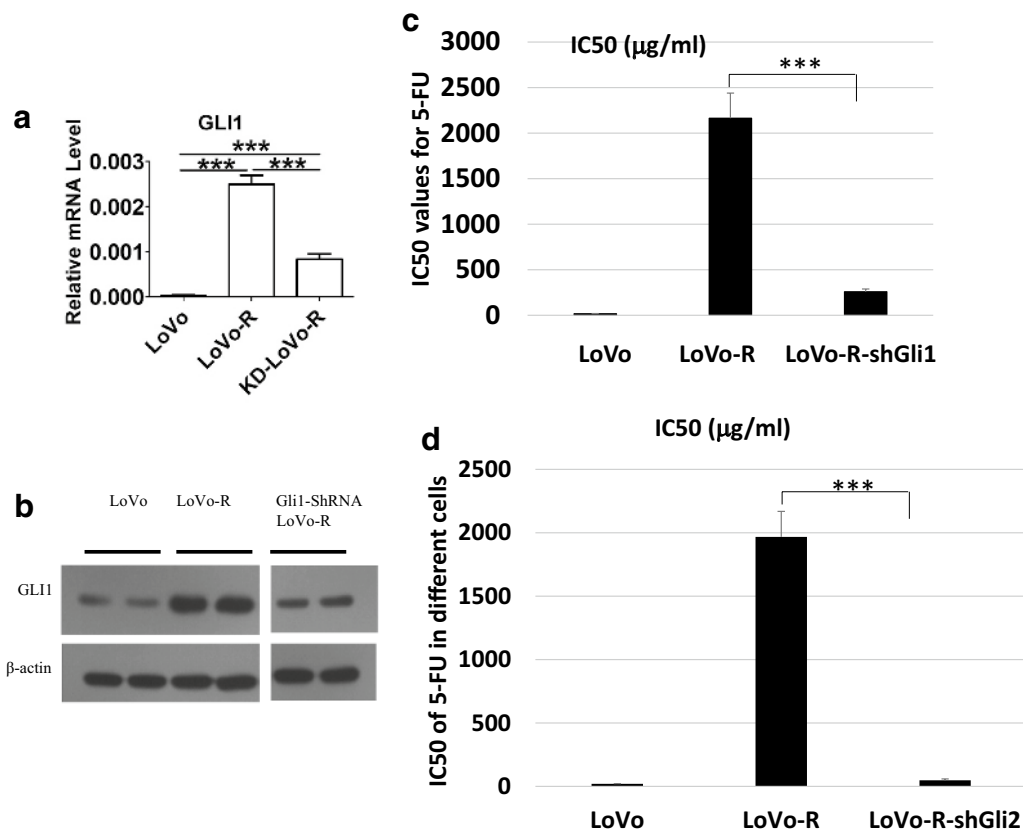 a
GLI1
Relative mRNA Level
***
*** ***
0.003
0.002
0.001
0.000
LoVo
LoVo-R
KD-LoVo-R
b
LoVo LoVo-R Gli1-ShRNA
LoVo-R
GLI1
β-actin
c
IC50 (μg/ml)
IC50 values for 5-FU
***
3000
2500
2000
1500
1000
500
0
LoVo LoVo-R LoVo-R-shGli1
d
IC50 (μg/ml)
IC50 of 5-FU in different cells
***
2500
2000
1500
1000
500
0
LoVo LoVo-R LoVo-R-shGli2